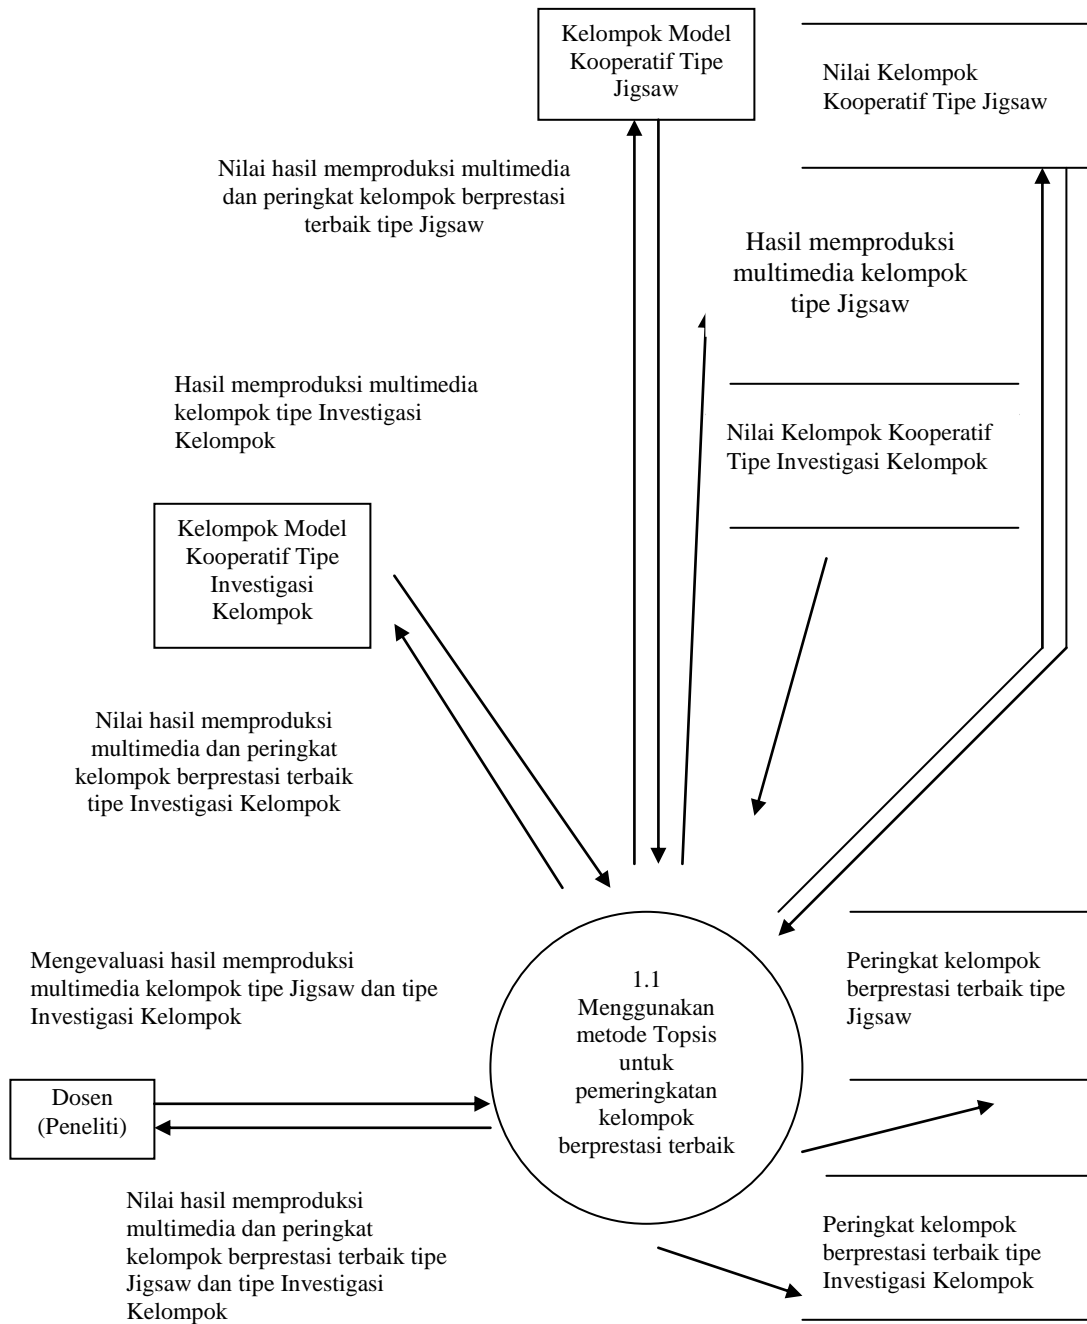 Kelompok Model
Kooperatif Tipe
Jigsaw
Nilai Kelompok
Kooperatif Tipe Jigsaw
Nilai hasil memproduksi multimedia
dan peringkat kelompok berprestasi
terbaik tipe Jigsaw
Hasil memproduksi
multimedia kelompok
tipe Jigsaw
Hasil memproduksi multimedia
kelompok tipe Investigasi
Kelompok
Nilai Kelompok Kooperatif
Tipe Investigasi Kelompok
Kelompok Model
Kooperatif Tipe
Investigasi
Kelompok
Nilai hasil memproduksi
multimedia dan peringkat
kelompok berprestasi terbaik
tipe Investigasi Kelompok
Mengevaluasi hasil memproduksi
multimedia kelompok tipe Jigsaw dan tipe
Investigasi Kelompok
1.1
Menggunakan
metode Topsis
untuk
pemeringkatan
kelompok
berprestasi terbaik
Peringkat kelompok
berprestasi terbaik tipe
Jigsaw
Dosen
(Peneliti)
Nilai hasil memproduksi
multimedia dan peringkat
kelompok berprestasi terbaik tipe
Jigsaw dan tipe Investigasi
Kelompok
Peringkat kelompok
berprestasi terbaik tipe
Investigasi Kelompok